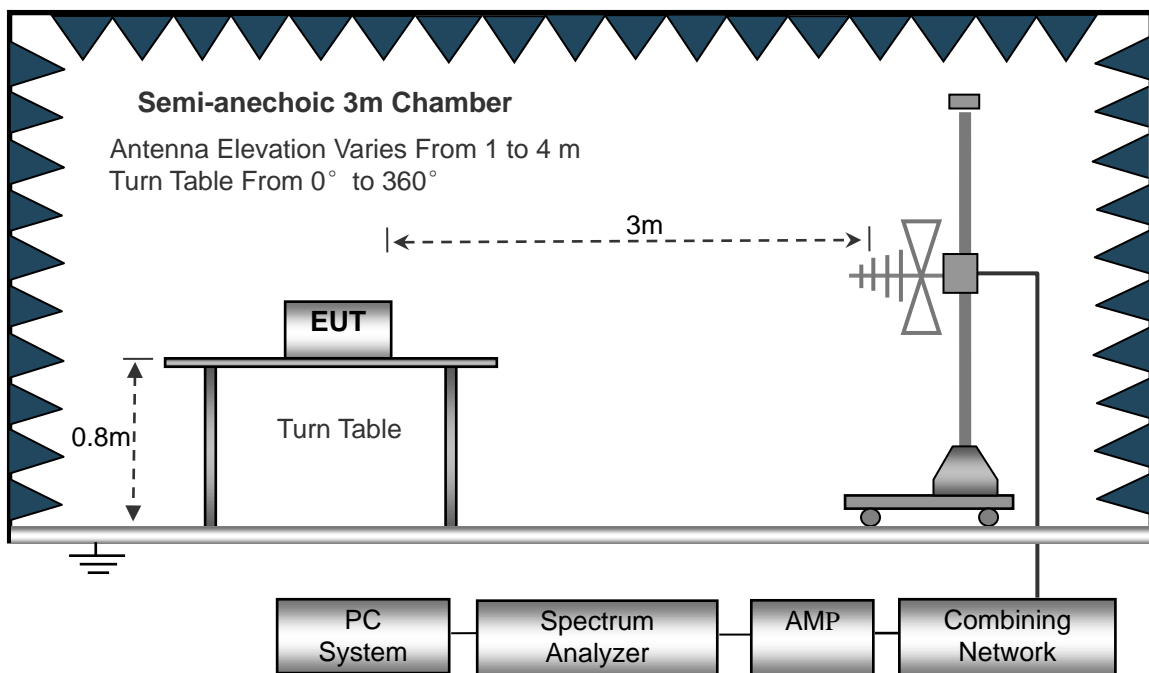 Semi-anechoic 3m Chamber
Antenna Elevation Varies From 1 to 4 m
Turn Table From 0° to 360°
3m
EUT
0.8m
Turn Table
PC
System
Spectrum
Analyzer
AMP
Combining
Network